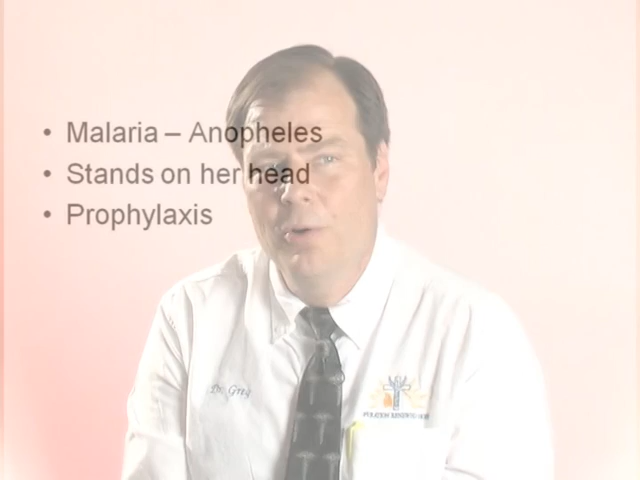 • Malaria – Anopheles
• Stands on her head
• Prophylaxis
Dr. Greg